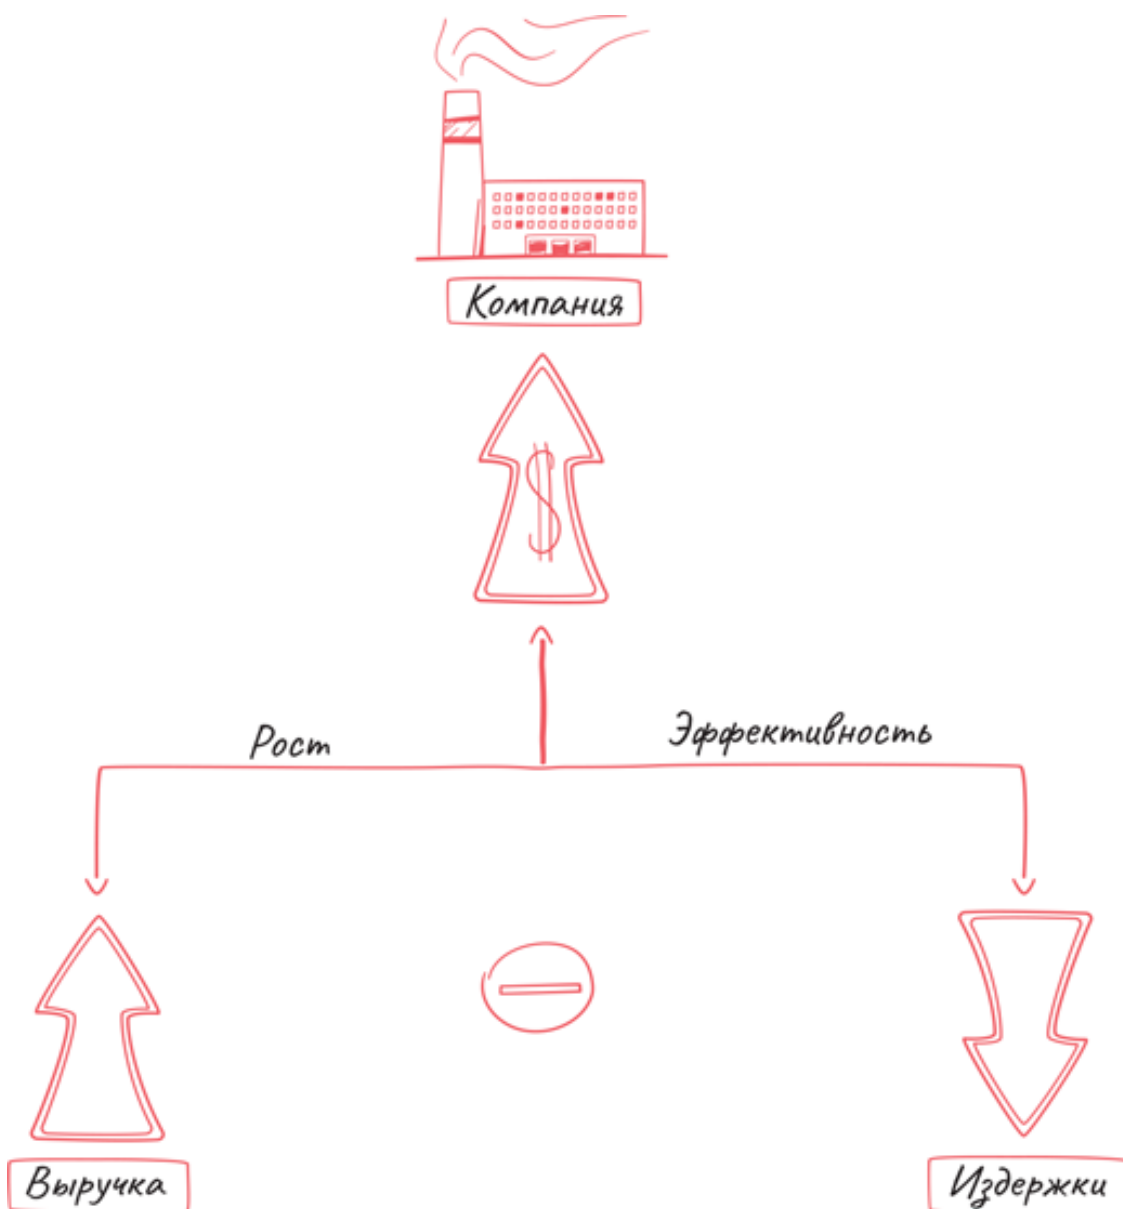 Компания
$
Рост
Эффективность
Выручка
Издержки